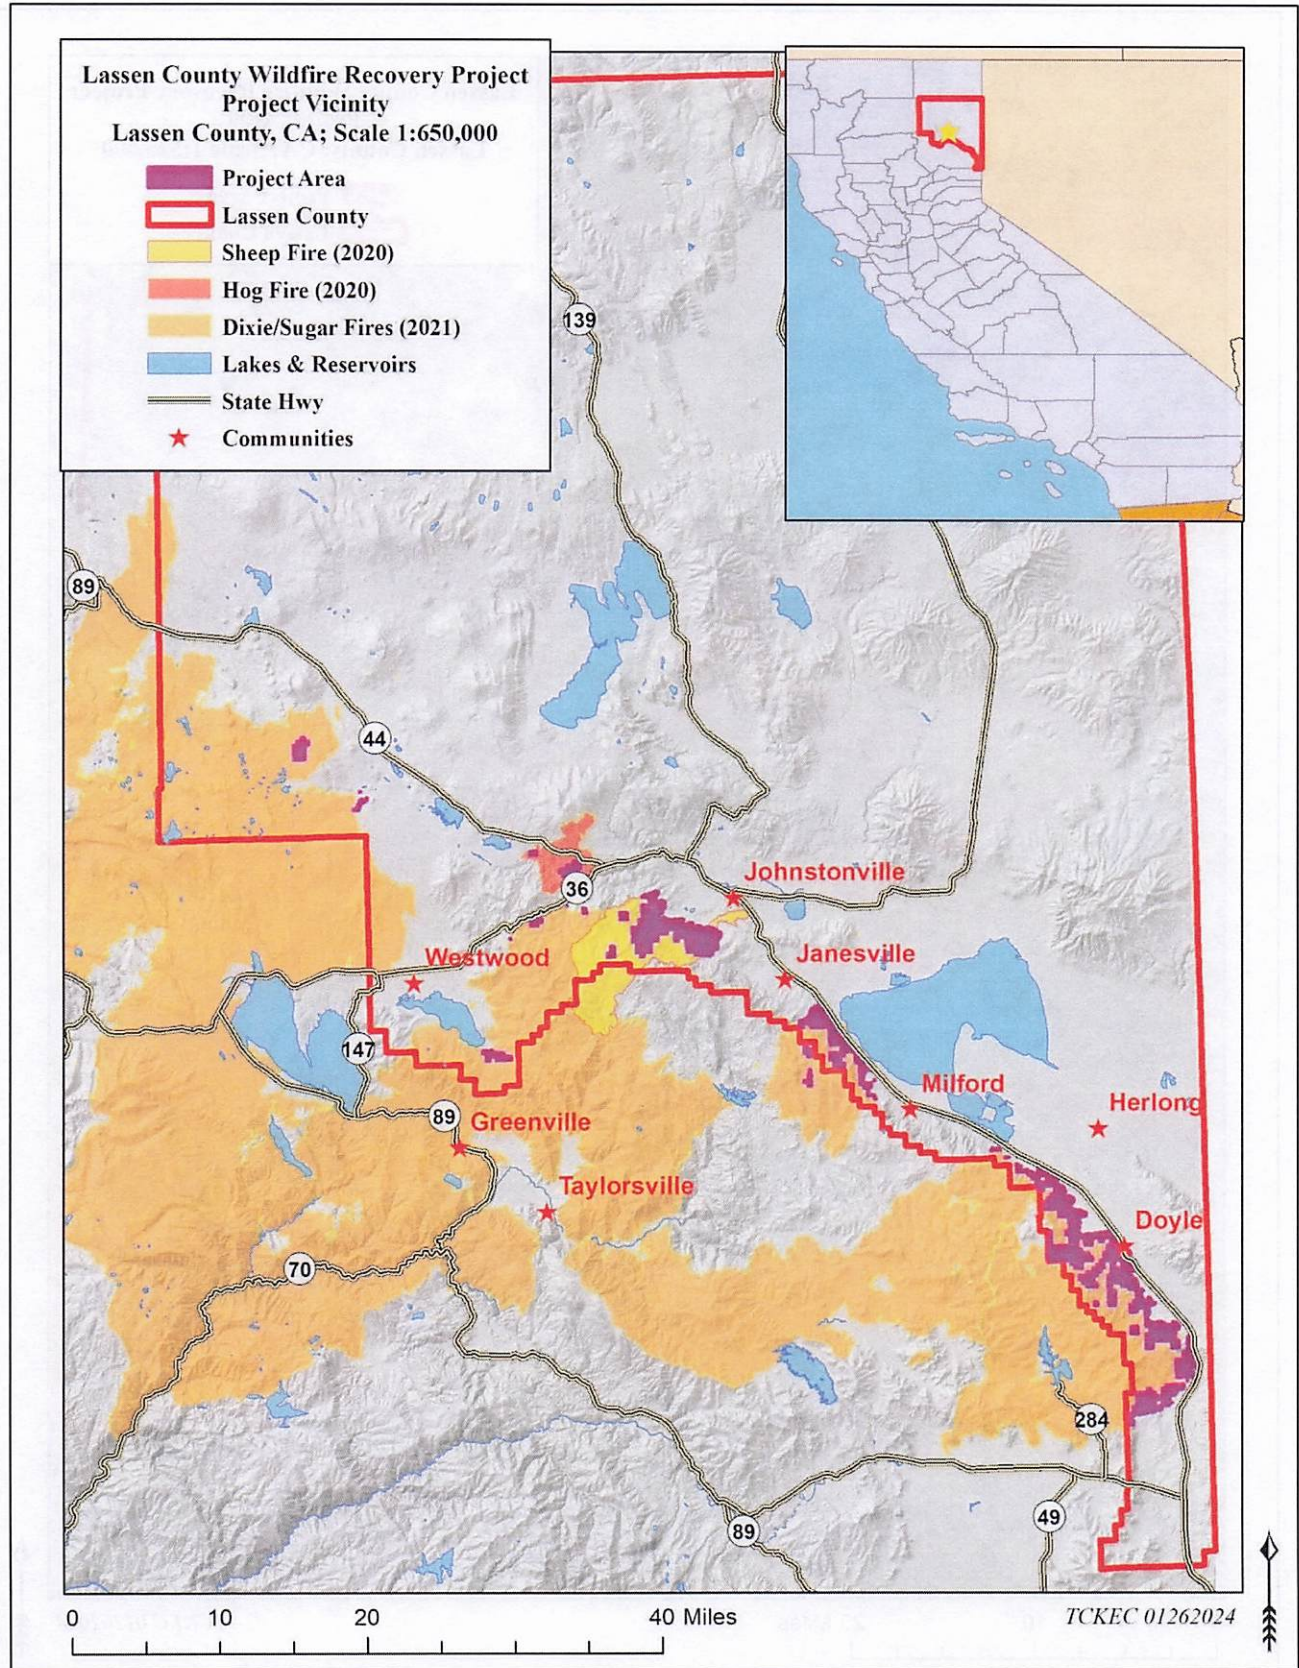 Lassen County Wildfire Recovery Project
Project Vicinity
Lassen County, CA; Scale 1:650,000
Project Area
Lassen County
Sheep Fire (2020)
Hog Fire (2020)
Dixie/Sugar Fires (2021)
Lakes & Reservoirs
State Hwy
Communities
139
89
44
Johnstonville
36
Westwood
Janesville
147
Milford
Herlong
89
Greenville
Taylorsville
Doyle
70
284
89
49
0 10 20 40 Miles
TCKEC 01262024